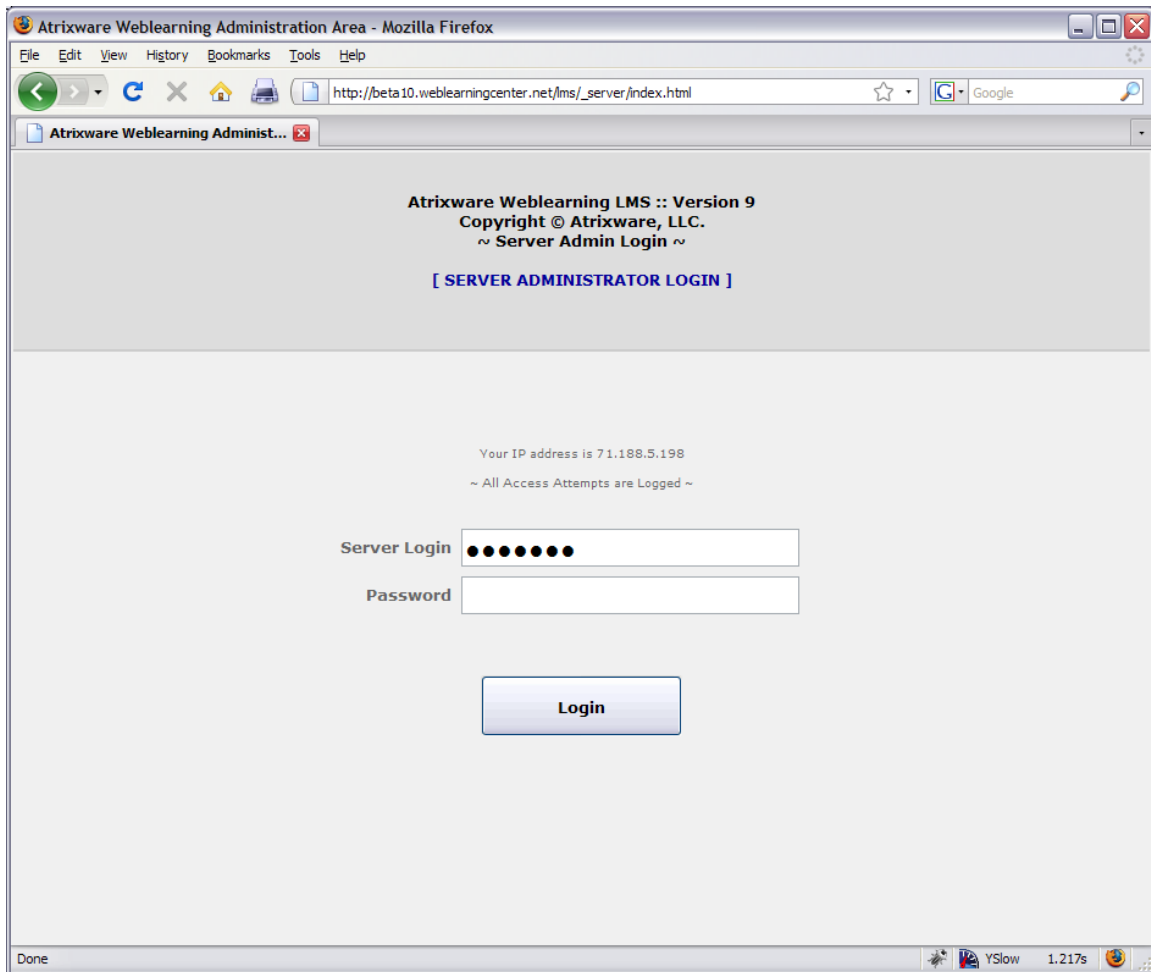 Atrixware Weblearning Administration Area - Mozilla Firefox
File Edit View History Bookmarks Tools Help
http://beta10.weblearningcenter.net/lms/_server/index.html
G Google
Atrixware Weblearning Administ...
Atrixware Weblearning LMS :: Version 9
Copyright © Atrixware, LLC.
~ Server Admin Login ~
[ SERVER ADMINISTRATOR LOGIN ]
Your IP address is 71.188.5.198
~ All Access Attempts are Logged ~
Server Login ●●●●●●●
Password
Login
Done YSlow 1.217s